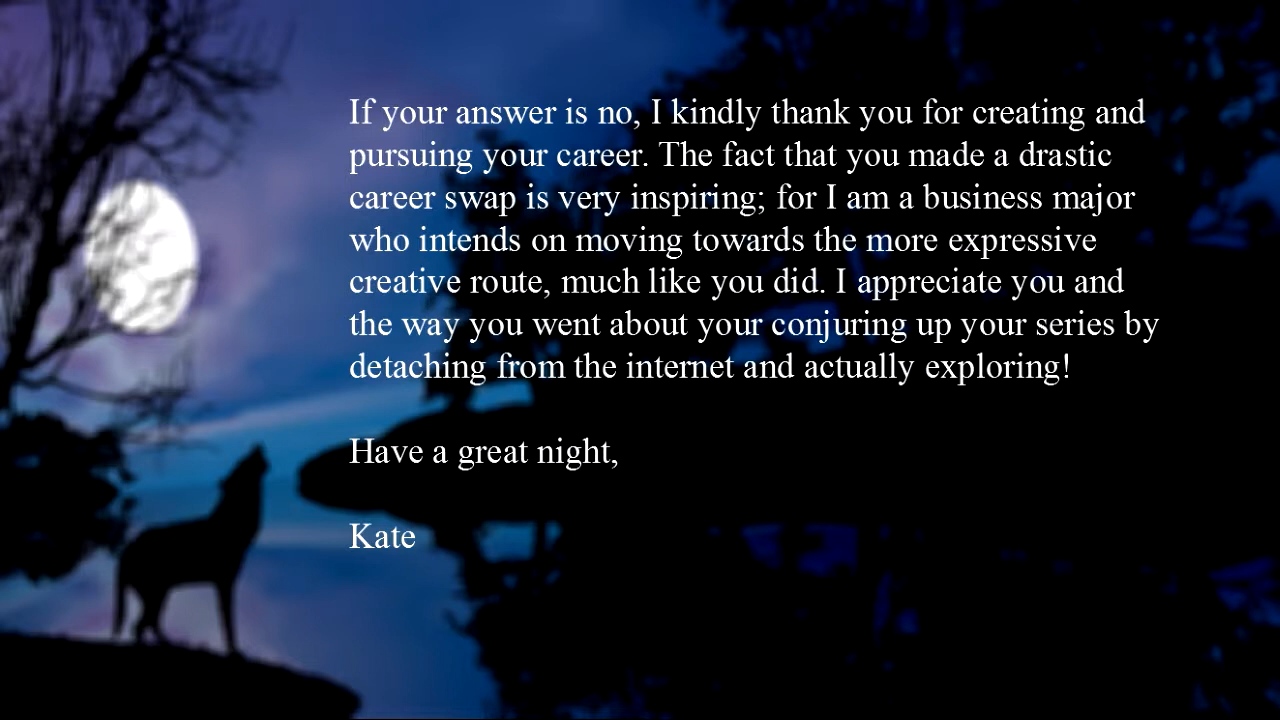 If your answer is no, I kindly thank you for creating and
pursuing your career. The fact that you made a drastic
career swap is very inspiring; for I am a business major
who intends on moving towards the more expressive
creative route, much like you did. I appreciate you and
the way you went about your conjuring up your series by
detaching from the internet and actually exploring!
Have a great night,
Kate